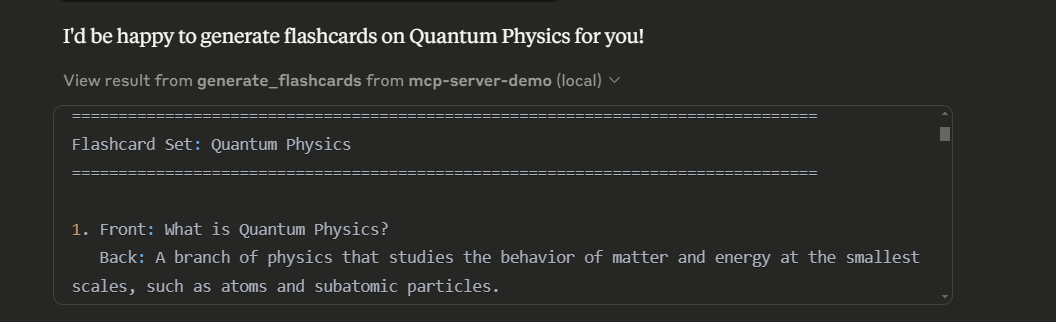 I'd be happy to generate flashcards on Quantum Physics for you!
View result from generate_flashcards from mcp-server-demo (local)
================================================================================
Flashcard Set: Quantum Physics
================================================================================
1. Front: What is Quantum Physics?
Back: A branch of physics that studies the behavior of matter and energy at the smallest
scales, such as atoms and subatomic particles.